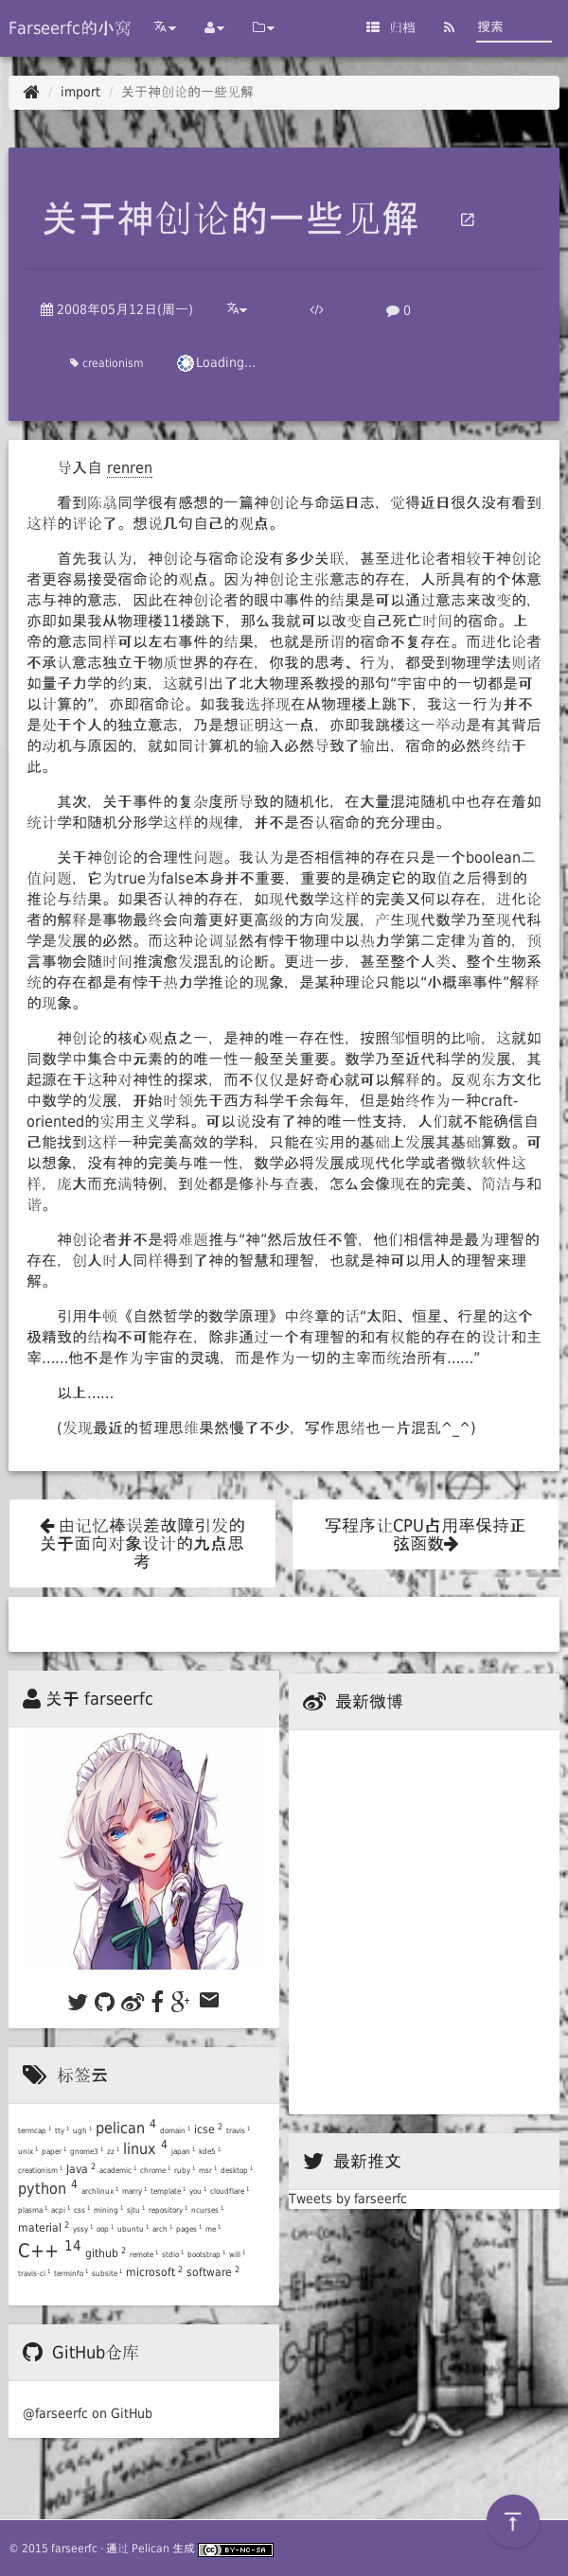 Farseerfc的小窝
归档
搜索
import / 关于神创论的一些见解
关于神创论的一些见解
2008年05月12日(周一)
</> 0
creationism Loading...
导入自 renren
看到陈骉同学很有感想的一篇神创论与命运日志，觉得近日很久没有看到
这样的评论了。想说几句自己的观点。
首先我认为，神创论与宿命论没有多少关联，甚至进化论者相较于神创论
者更容易接受宿命论的观点。因为神创论主张意志的存在，人所具有的个体意
志与神的意志，因此在神创论者的眼中事件的结果是可以通过意志来改变的，
亦即如果我从物理楼11楼跳下，那么我就可以改变自己死亡时间的宿命。上
帝的意志同样可以左右事件的结果，也就是所谓的宿命不复存在。而进化论者
不承认意志独立于物质世界的存在，你我的思考、行为，都受到物理学法则诸
如量子力学的约束，这就引出了北大物理系教授的那句“宇宙中的一切都是可
以计算的”，亦即宿命论。如我我选择现在从物理楼上跳下，我这一行为并不
是处于个人的独立意志，乃是想证明这一点，亦即我跳楼这一举动是有其背后
的动机与原因的，就如同计算机的输入必然导致了输出，宿命的必然终结于
此。
其次，关于事件的复杂度所导致的随机化，在大量混沌随机中也存在着如
统计学和随机分形学这样的规律，并不是否认宿命的充分理由。
关于神创论的合理性问题。我认为是否相信神的存在只是一个boolean二
值问题，它为true为false本身并不重要，重要的是确定它的取值之后得到的
推论与结果。如果否认神的存在，如现代数学这样的完美又何以存在，进化论
者的解释是事物最终会向着更好更高级的方向发展，产生现代数学乃至现代科
学是发展的必然。而这种论调显然有悖于物理中以热力学第二定律为首的，预
言事物会随时间推演愈发混乱的论断。更进一步，甚至整个人类、整个生物系
统的存在都是有悖于热力学推论的现象，是某种理论只能以“小概率事件”解释
的现象。
神创论的核心观点之一，是神的唯一存在性，按照邹恒明的比喻，这就如
同数学中集合中元素的的唯一性一般至关重要。数学乃至近代科学的发展，其
起源在于这种对神性的探求，而不仅仅是好奇心就可以解释的。反观东方文化
中数学的发展，开始时领先于西方科学千余每年，但是始终作为一种craft-
oriented的实用主义学科。可以说没有了神的唯一性支持，人们就不能确信自
己能找到这样一种完美高效的学科，只能在实用的基础上发展其基础算数。可
以想象，没有神的完美与唯一性，数学必将发展成现代化学或者微软软件这
样，庞大而充满特例，到处都是修补与查表，怎么会像现在的完美、简洁与和
谐。
神创论者并不是将难题推与“神”然后放任不管，他们相信神是最为理智的
存在，创人时人同样得到了神的智慧和理智，也就是神可以用人的理智来理
解。
引用牛顿《自然哲学的数学原理》中终章的话“太阳、恒星、行星的这个
极精致的结构不可能存在，除非通过一个有理智的和有权能的存在的设计和主
宰……他不是作为宇宙的灵魂，而是作为一切的主宰而统治所有……”
以上……
(发现最近的哲理思维果然慢了不少，写作思绪也一片混乱^_^)
由记忆棒误差故障引发的
关于面向对象设计的九点思
考
写程序让CPU占用率保持正
弦函数
关于 farseerfc
标签云
termcap 1 tty 1 ugh 1 pelican 4 domain 1 icse 2 travis 1
unix 1 paper 1 gnome3 1 zz 1 linux 4 japan 1 kde5 1
creationism 1 Java 2 academic 1 chrome 1 ruby 1 msr 1 desktop 1
python 4 archlinux 1 marry 1 template 1 you 1 cloudflare 1
plasma 1 acpi 1 css 1 mining 1 sjtu 1 repository 1 ncurses 1
material 2 yssy 1 oop 1 ubuntu 1 arch 1 pages 1 me 1
C++ 14 github 2 remote 1 stdio 1 bootstrap 1 will 1
travis-ci 1 terminfo 1 subsite 1 microsoft 2 software 2
GitHub仓库
@farseerfc on GitHub
最新微博
最新推文
Tweets by farseerfc
© 2015 farseerfc · 通过 Pelican 生成 BY-NC-SA